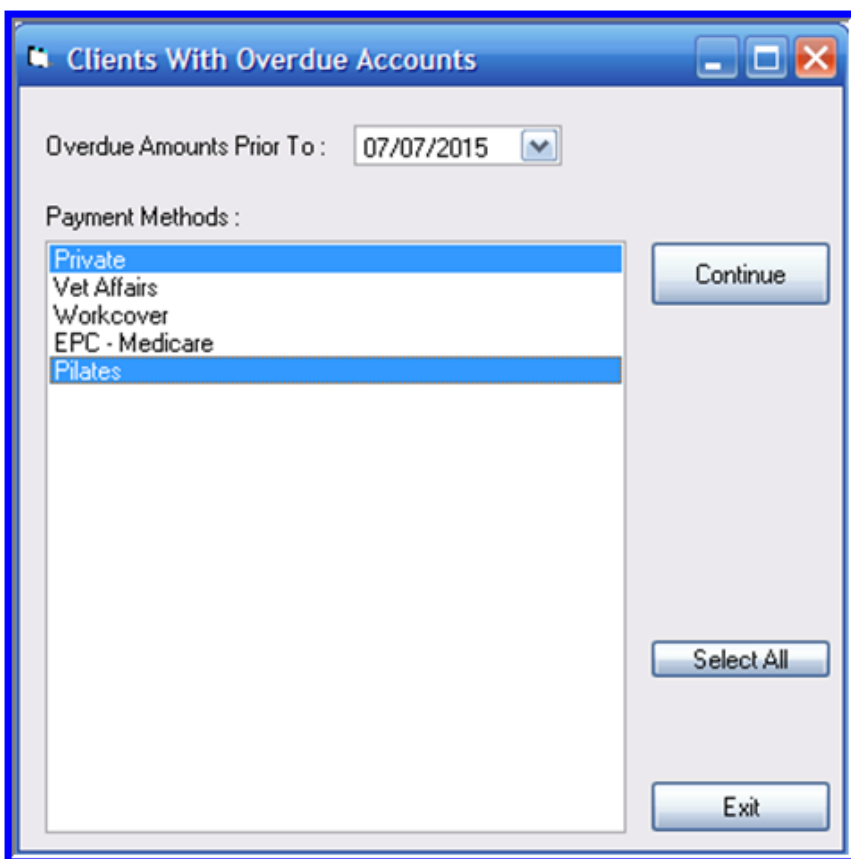 Clients With Overdue Accounts
Overdue Amounts Prior To : 07/07/2015
Payment Methods :
Private
Vet Affairs
Workcover
EPC - Medicare
Pilates
Continue
Select All
Exit